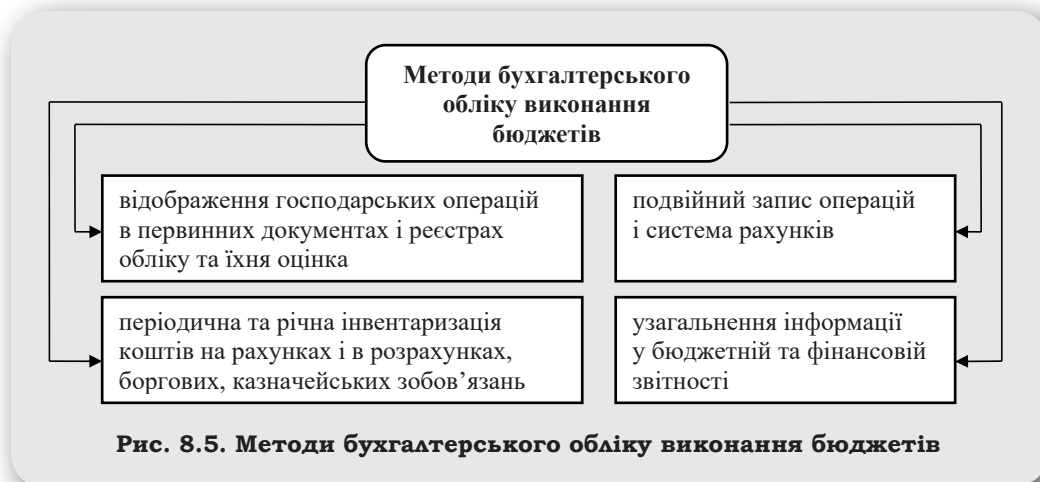 Методи бухгалтерського
обліку виконання
бюджетів
відображення господарських операцій
в первинних документах і реєстрах
обліку та їхня оцінка
подвійний запис операцій
і система рахунків
періодична та річна інвентаризація
коштів на рахунках і в розрахунках,
боргових, казначейських зобов’язань
узагальнення інформації
у бюджетній та фінансовій
звітності
Рис. 8.5. Методи бухгалтерського обліку виконання бюджетів